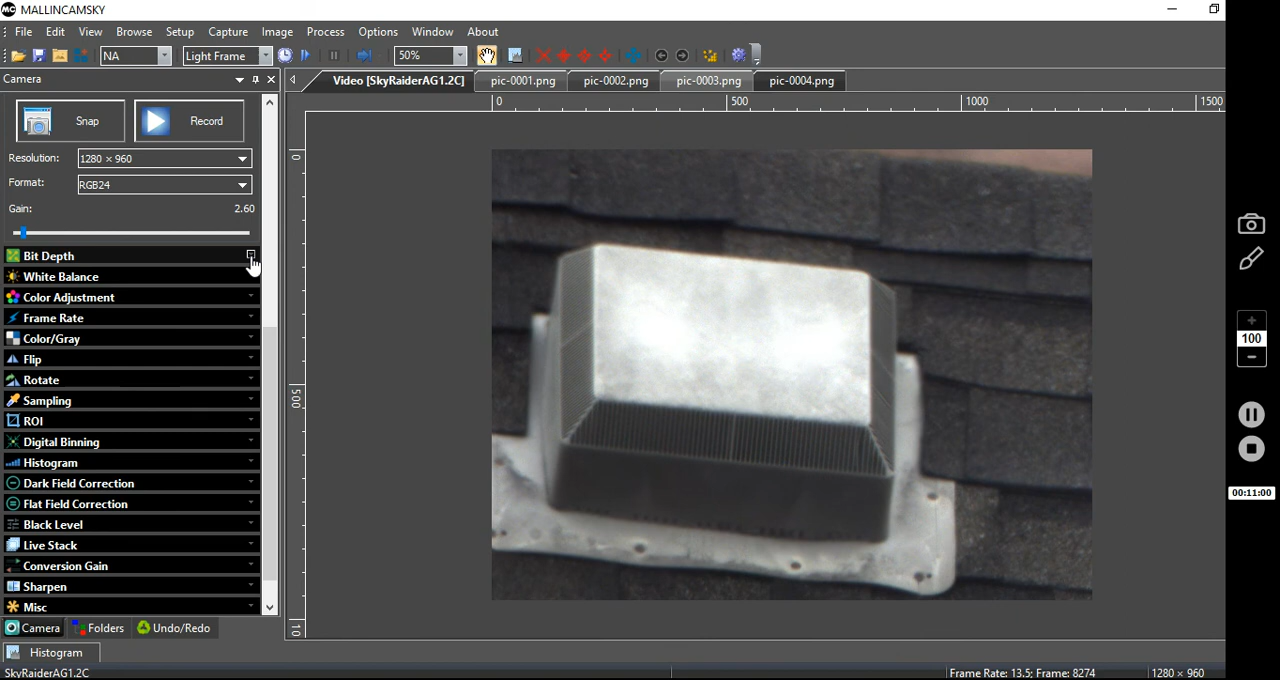 MC MALLINCAMSKY
File Edit View Browse Setup Capture Image Process Options Window About
NA Light Frame 50%
Camera
Video [SkyRaiderAG1.2C] pic-0001.png pic-0002.png pic-0003.png pic-0004.png
0 500 1000 1500
Snap Record
Resolution: 1280 × 960
Format: RGB24
Gain: 2.60
Bit Depth
White Balance
Color Adjustment
Frame Rate
Color/Gray
Flip
Rotate
Sampling
ROI
Digital Binning
Histogram
Dark Field Correction
Flat Field Correction
Black Level
Live Stack
Conversion Gain
Sharpen
Misc
Camera Folders Undo/Redo
Histogram
SkyRaiderAG1.2C Frame Rate: 13.5; Frame: 8274 1280 × 960
0
500
10
100
00:11:00